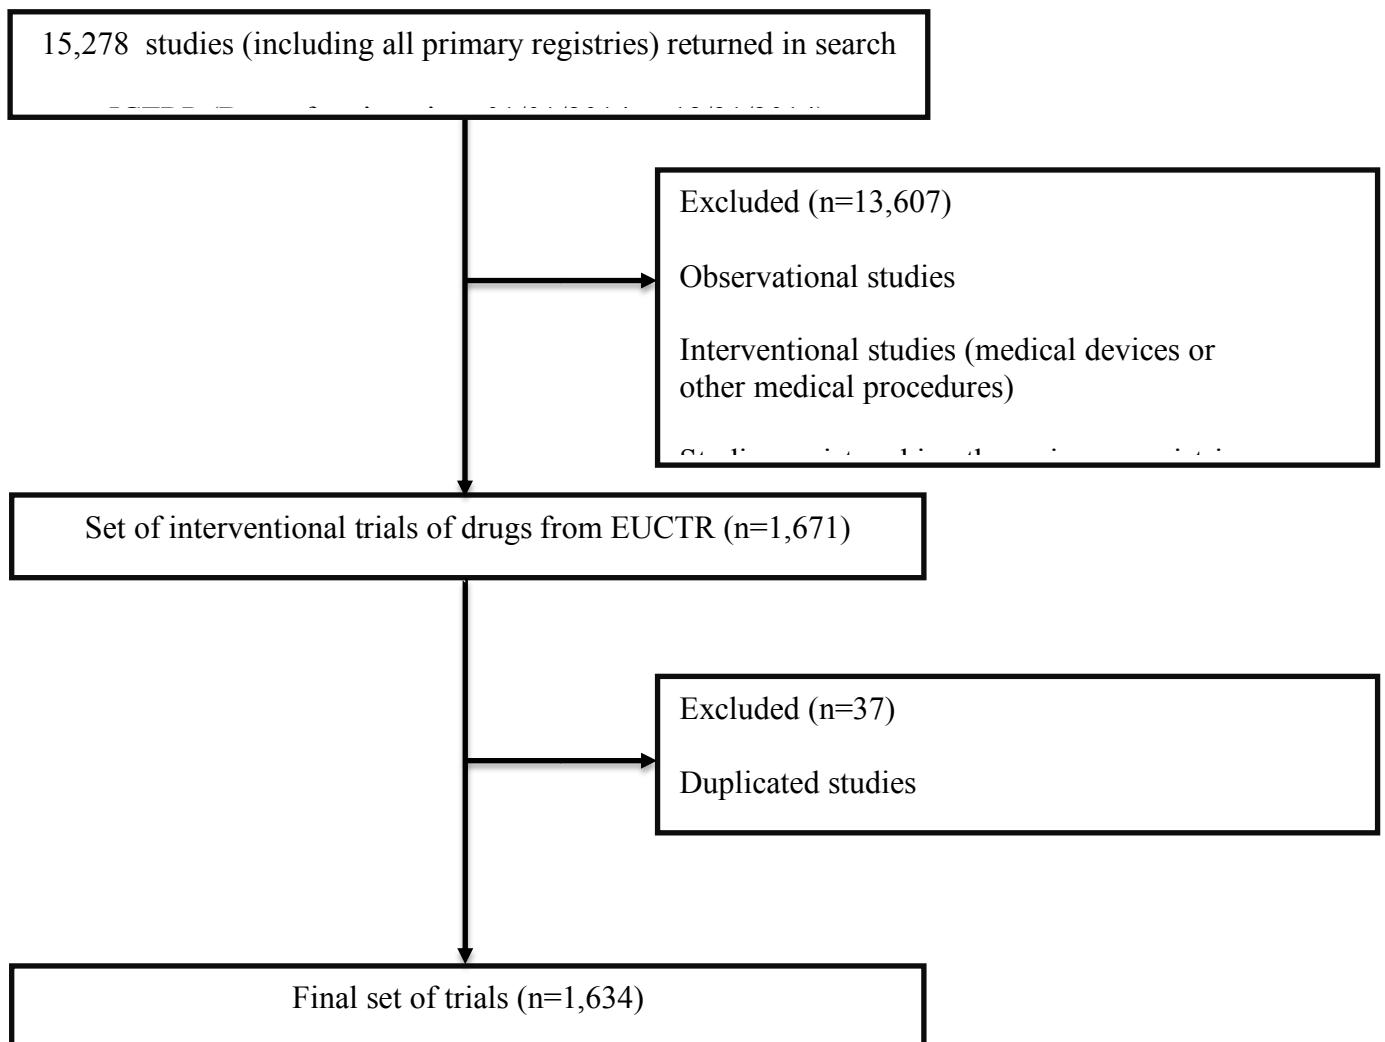 15,278  studies (including all primary registries) returned in search
Excluded (n=13,607)
Observational studies
Interventional studies (medical devices or
other medical procedures)
Set of interventional trials of drugs from EUCTR (n=1,671)
Excluded (n=37)
Duplicated studies
Final set of trials (n=1,634)